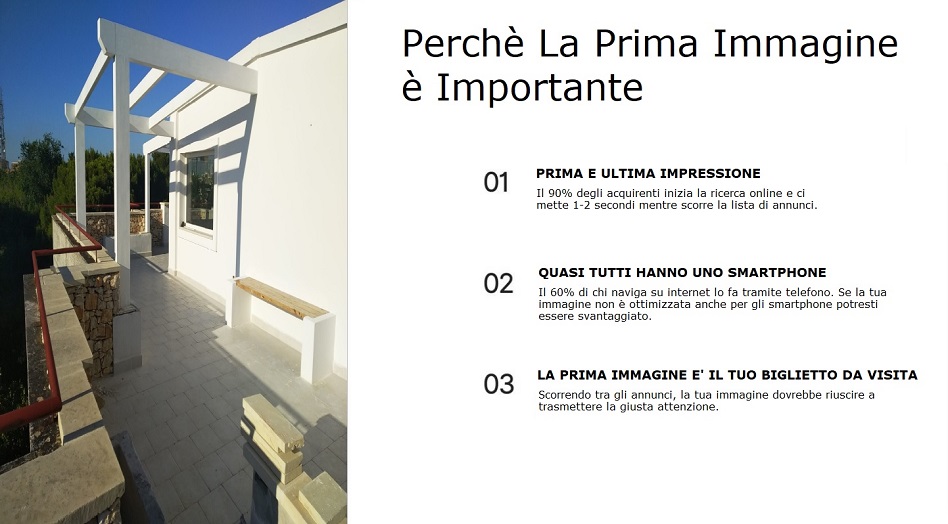 Perchè La Prima Immagine
è Importante
01
PRIMA E ULTIMA IMPRESSIONE
Il 90% degli acquirenti inizia la ricerca online e ci
mette 1-2 secondi mentre scorre la lista di annunci.
02
QUASI TUTTI HANNO UNO SMARTPHONE
Il 60% di chi naviga su internet lo fa tramite telefono. Se la tua
immagine non è ottimizzata anche per gli smartphone potresti
essere svantaggiato.
03
LA PRIMA IMMAGINE E' IL TUO BIGLIETTO DA VISITA
Scorrendo tra gli annunci, la tua immagine dovrebbe riuscire a
trasmettere la giusta attenzione.